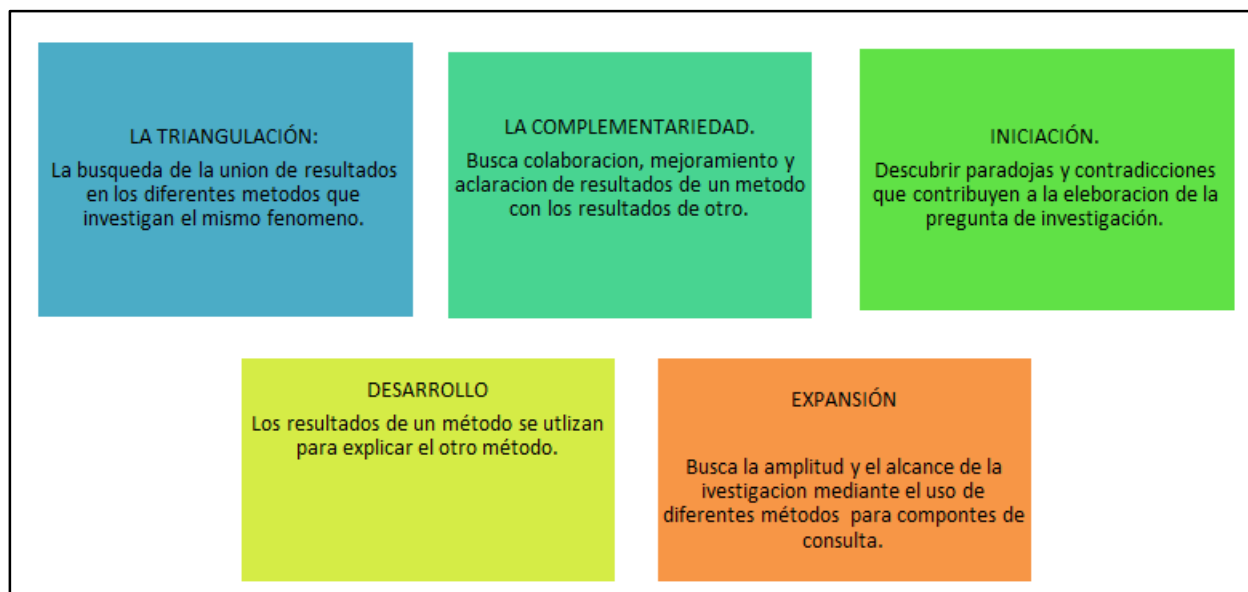 LA TRIANGULACIÓN:
La busqueda de la union de resultados
en los diferentes metodos que
investigan el mismo fenomeno.
LA COMPLEMENTARIEDAD.
Busca colaboracion, mejoramiento y
aclaracion de resultados de un metodo
con los resultados de otro.
INICIACIÓN.
Descubrir paradojas y contradicciones
que contribuyen a la eleboracion de la
pregunta de investigación.
DESARROLLO
Los resultados de un método se utlizan
para explicar el otro método.
EXPANSIÓN
Busca la amplitud y el alcance de la
ivestigacion mediante el uso de
diferentes métodos para compontes de
consulta.